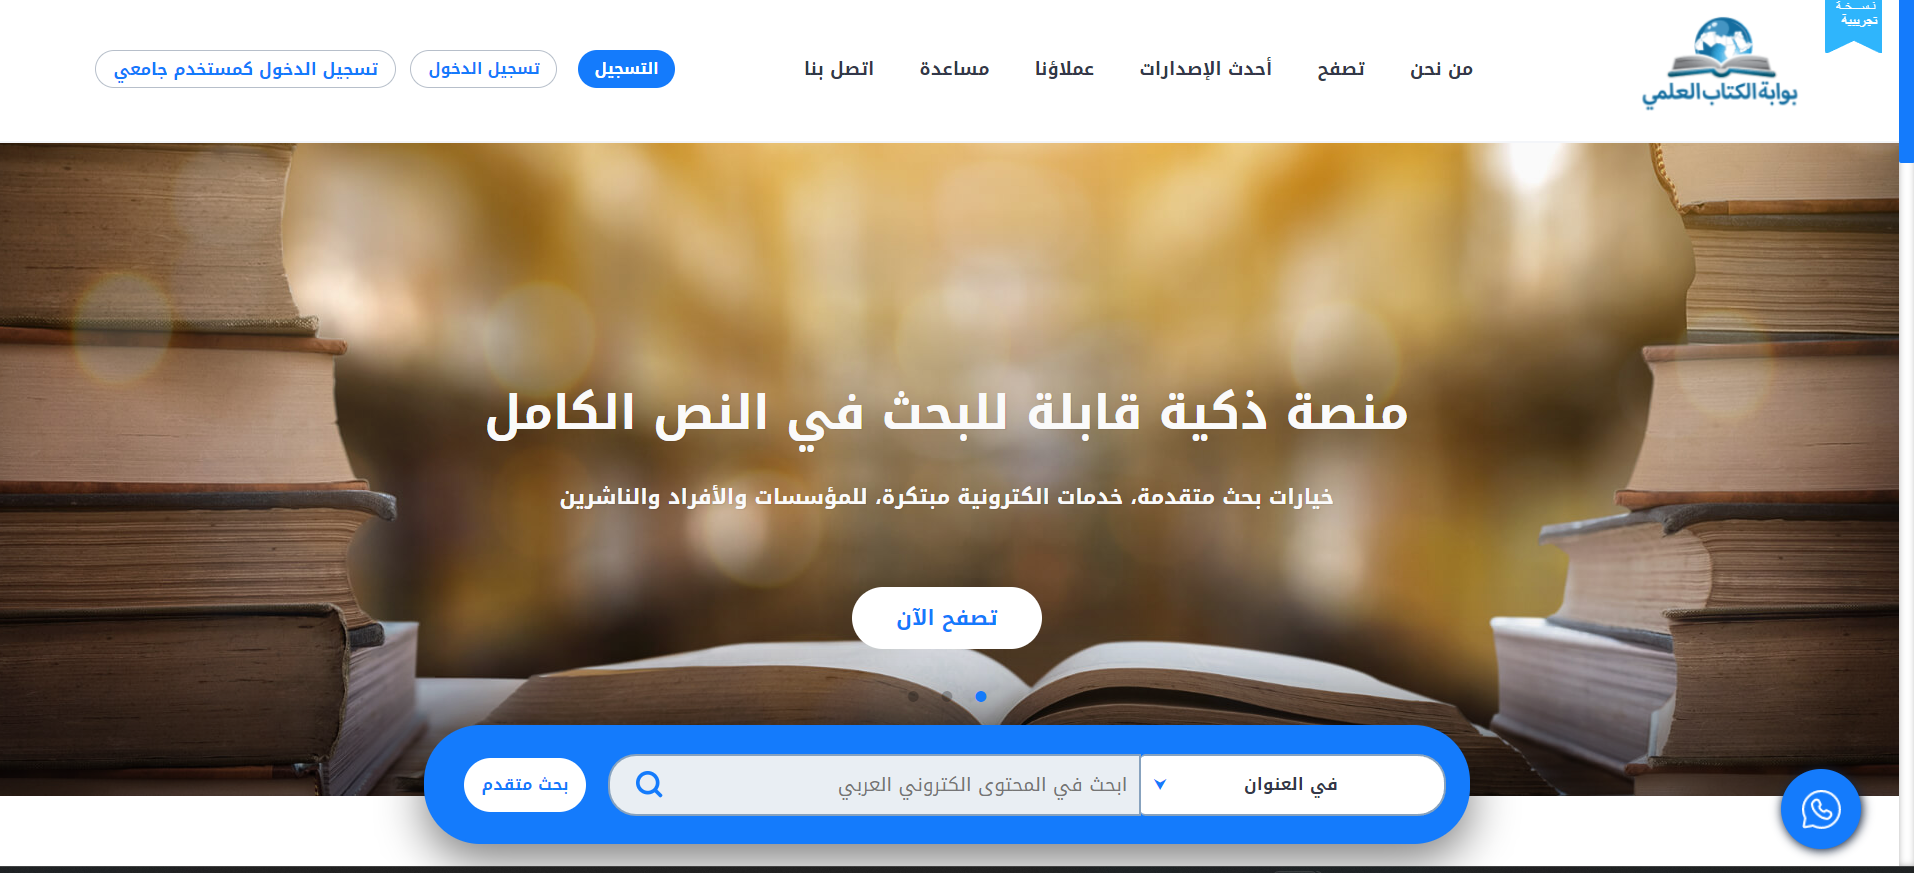 نسخة
تجريبية
بوابة الكتاب العلمي
من نحن
تصفح
أحدث الإصدارات
عملاؤنا
مساعدة
اتصل بنا
التسجيل
تسجيل الدخول
تسجيل الدخول كمستخدم جامعي
منصة ذكية قابلة للبحث في النص الكامل
خيارات بحث متقدمة، خدمات الكترونية مبتكرة، للمؤسسات والأفراد والناشرين
تصفح الآن
في العنوان
ابحث في المحتوى الكتروني العربي
بحث متقدم